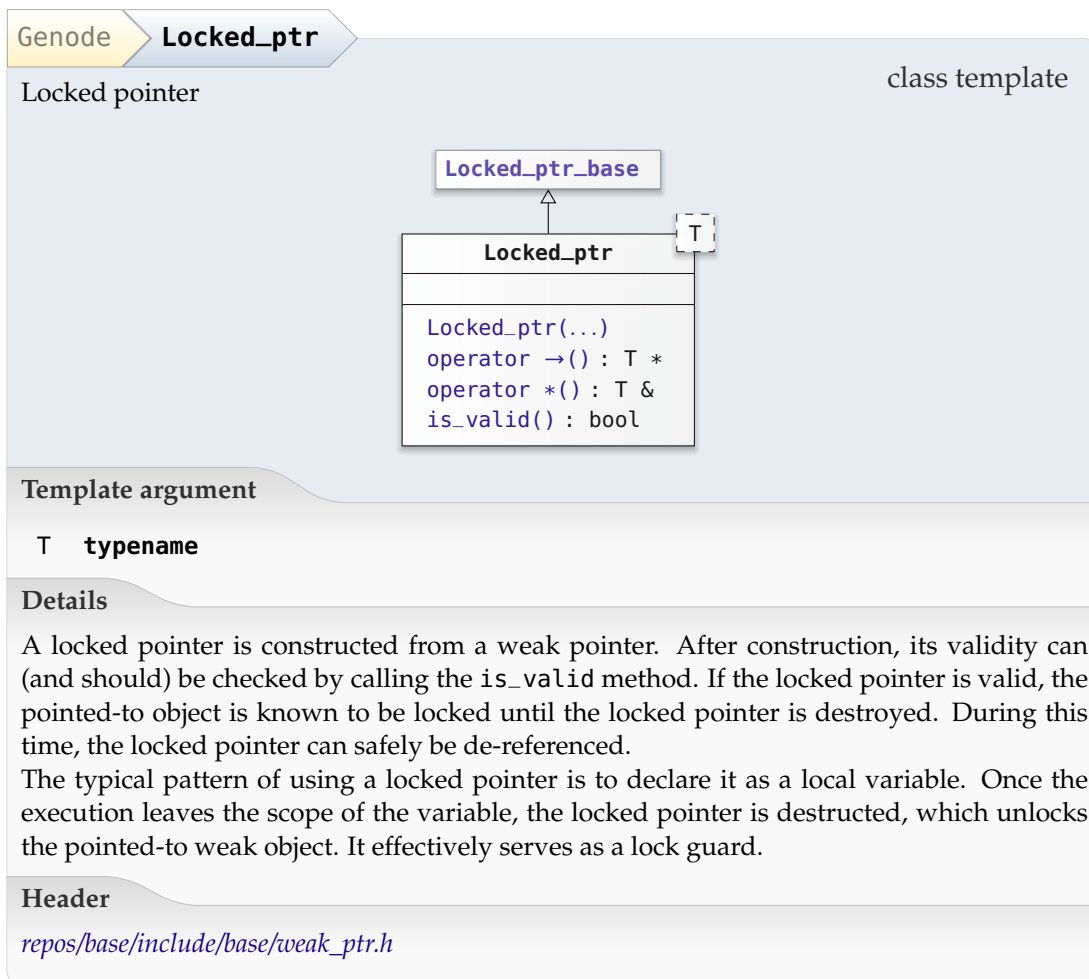 Genode Locked_ptr
Locked pointer
class template
Locked_ptr_base
T
Locked_ptr
Locked_ptr(...)
operator →() : T *
operator *() : T &
is_valid() : bool
Template argument
T typename
Details
A locked pointer is constructed from a weak pointer. After construction, its validity can
(and should) be checked by calling the is_valid method. If the locked pointer is valid, the
pointed-to object is known to be locked until the locked pointer is destroyed. During this
time, the locked pointer can safely be de-referenced.
The typical pattern of using a locked pointer is to declare it as a local variable. Once the
execution leaves the scope of the variable, the locked pointer is destructed, which unlocks
the pointed-to weak object. It effectively serves as a lock guard.
Header
repos/base/include/base/weak_ptr.h